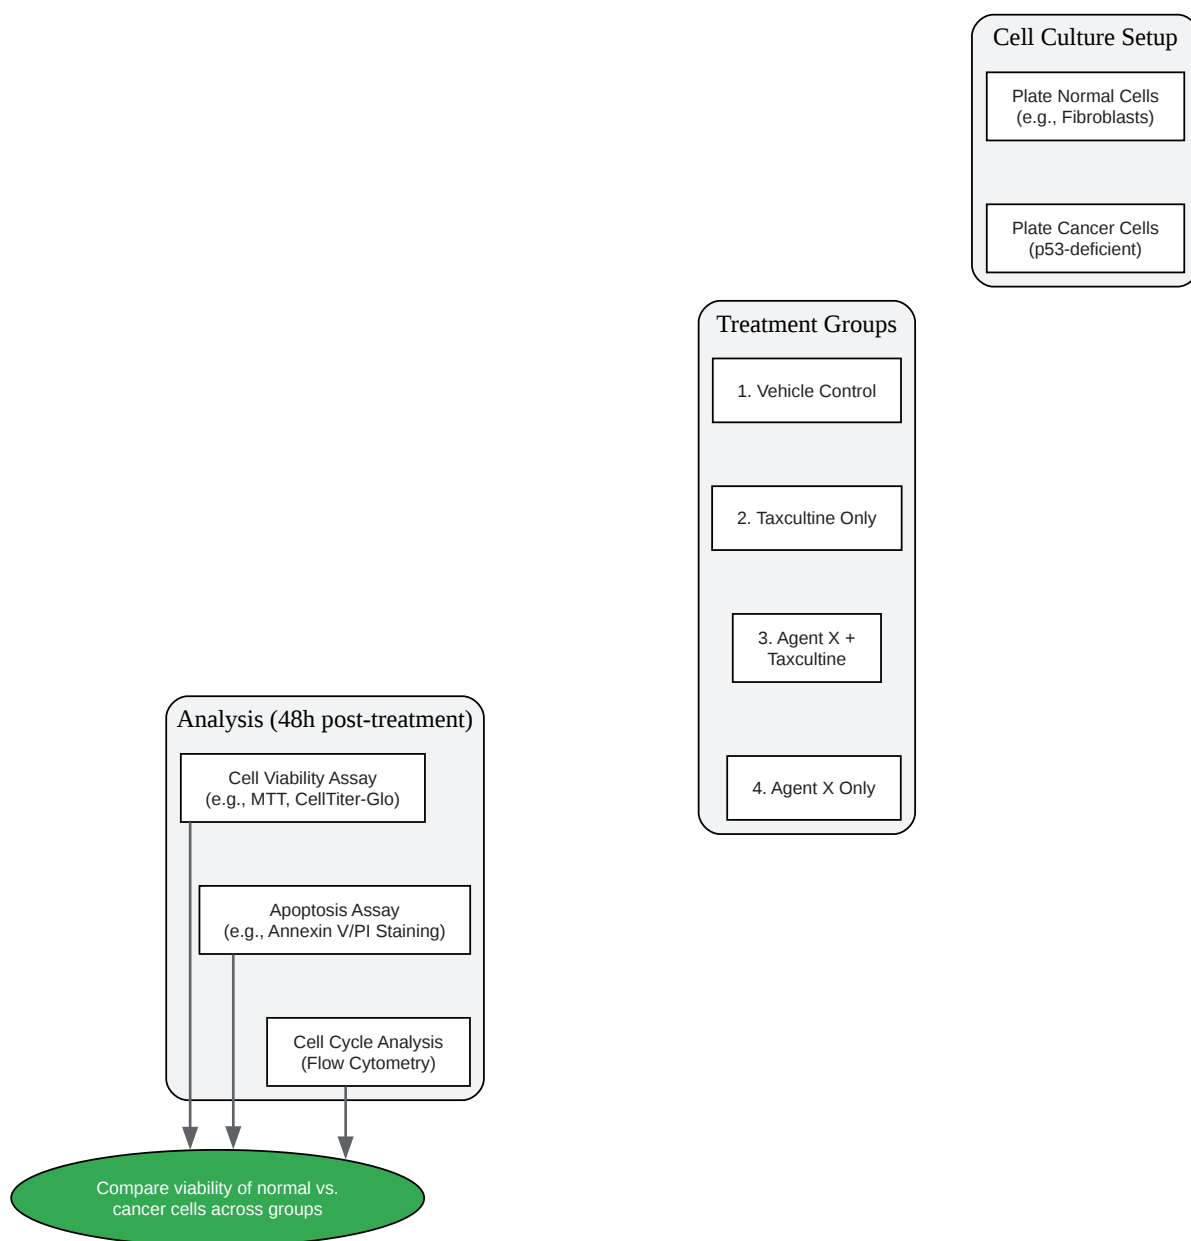 Cell Culture Setup
Plate Normal Cells
(e.g., Fibroblasts)
Plate Cancer Cells
(p53-deficient)
Treatment Groups
1. Vehicle Control
2. Taxcultine Only
3. Agent X +
Taxcultine
4. Agent X Only
Analysis (48h post-treatment)
Cell Viability Assay
(e.g., MTT, CellTiter-Glo)
Apoptosis Assay
(e.g., Annexin V/PI Staining)
Cell Cycle Analysis
(Flow Cytometry)
Compare viability of normal vs.
cancer cells across groups